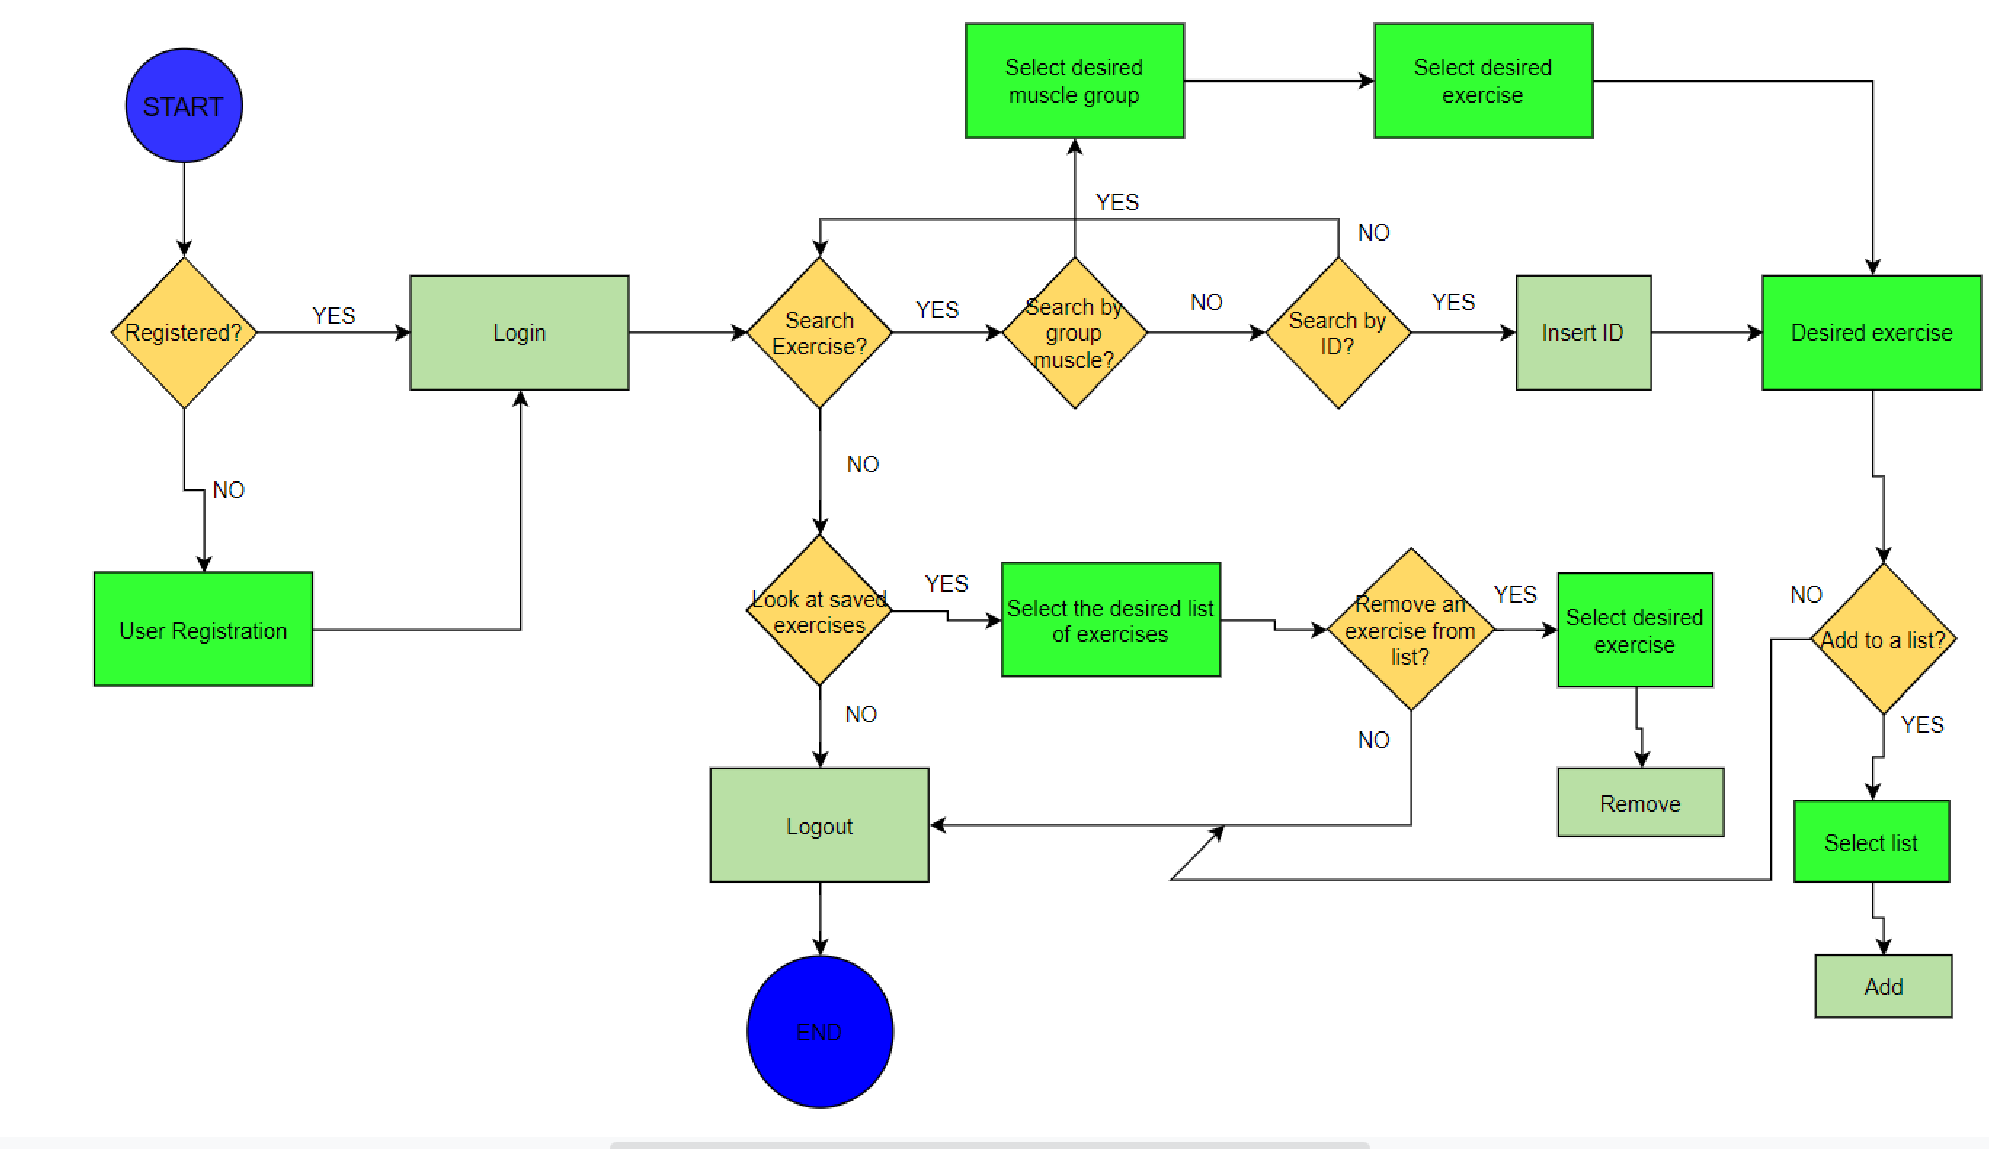 START
Select desired
muscle group
Select desired
exercise
YES
NO
Registered?
YES
Login
Search
Exercise?
YES
Search by
group
muscle?
NO
Search by
ID?
YES
Insert ID
Desired exercise
NO
NO
User Registration
Look at saved
exercises
YES
Select the desired list
of exercises
Remove an
exercise from
list?
YES
Select desired
exercise
NO
Add to a list?
NO
NO
YES
Logout
Remove
Select list
Add
END